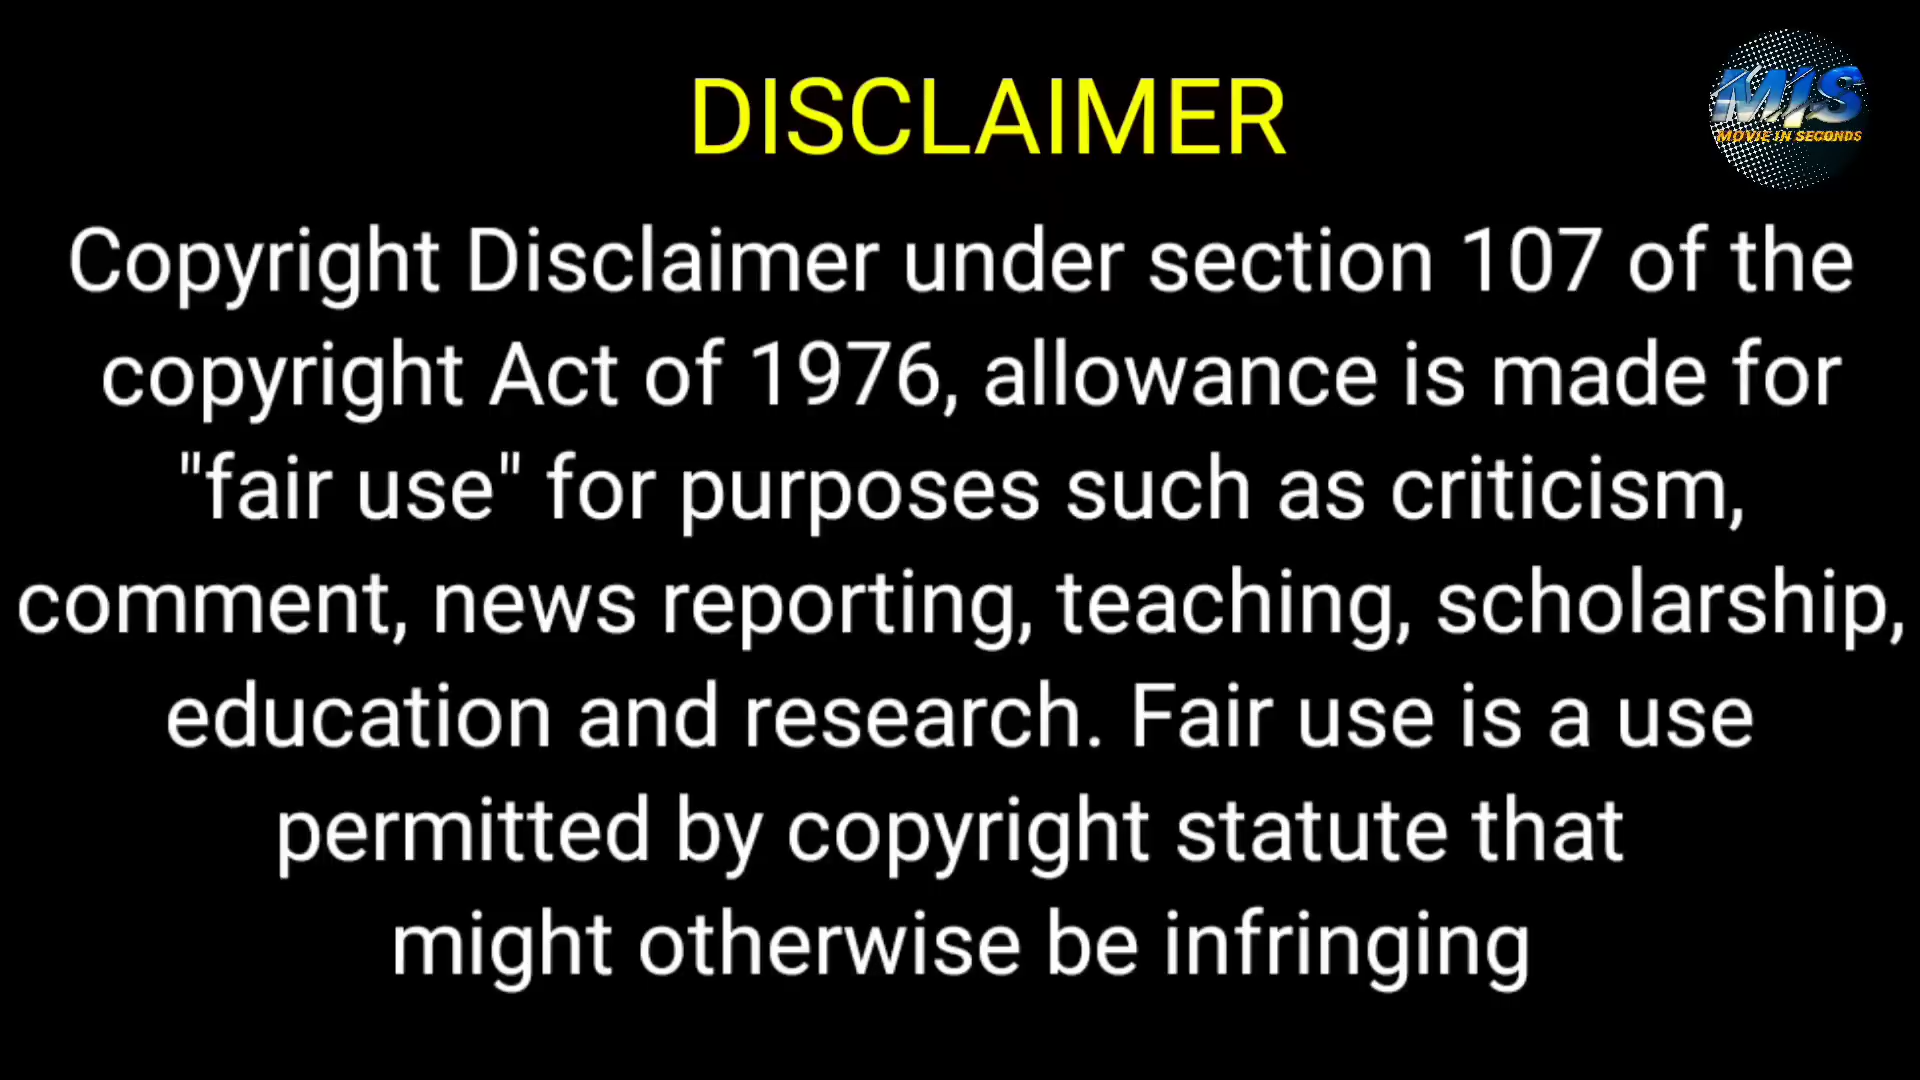 DISCLAIMER
MIS
MOVIE IN SECONDS
Copyright Disclaimer under section 107 of the
copyright Act of 1976, allowance is made for
"fair use" for purposes such as criticism,
comment, news reporting, teaching, scholarship,
education and research. Fair use is a use
permitted by copyright statute that
might otherwise be infringing